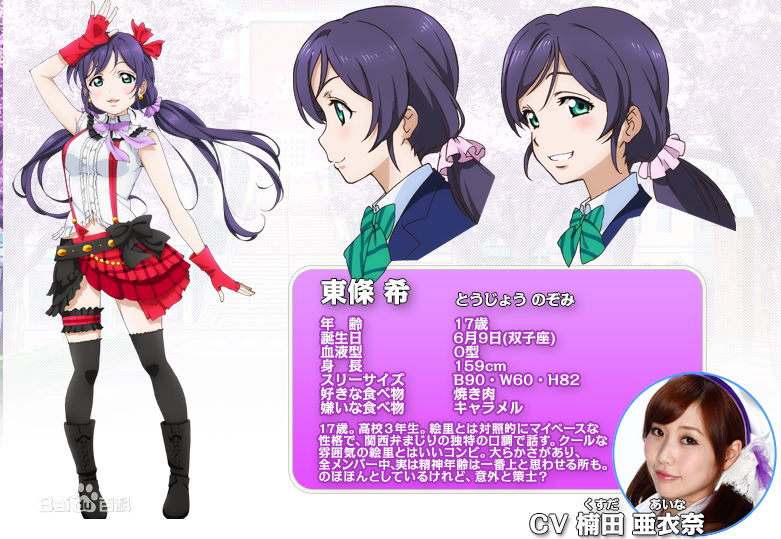 東條 希 とうじょう のぞみ
年 齢 17歳
誕生日 6月9日(双子座)
血液型 O型
身 長 159cm
スリーサイズ B90・W60・H82
好きな食べ物 焼き肉
嫌いな食べ物 キャラメル
17歳。高校3年生。絵里とは対照的にマイペースな
性格で、関西弁まじりの独特の口調で話す。クールな
雰囲気の絵里とはいいコンビ。大らかさがあり、
全メンバー中、実は精神年齢は一番上と思わせる所も。
のほほんとしているけれど、意外と策士?
くすだ あいな
CV 楠田 亜衣奈
Baidu百科